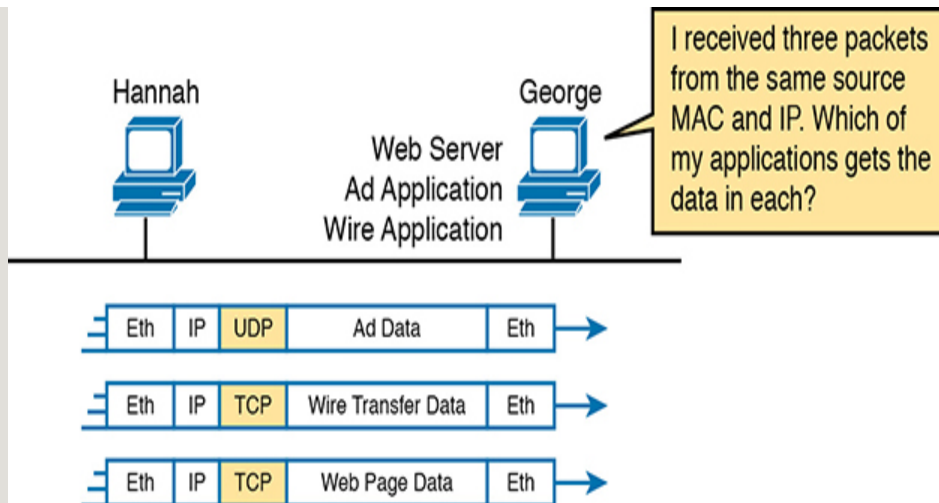 Hannah
George
Web Server
Ad Application
Wire Application
I received three packets
from the same source
MAC and IP. Which of
my applications gets the
data in each?
Eth IP UDP Ad Data Eth
Eth IP TCP Wire Transfer Data Eth
Eth IP TCP Web Page Data Eth